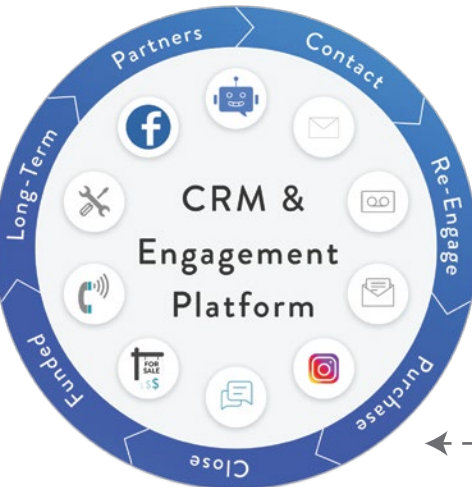 Partners
Contact
Re-Engage
Purchase
Close
Funded
Long-Term
CRM &
Engagement
Platform
FOR
SALE
$$